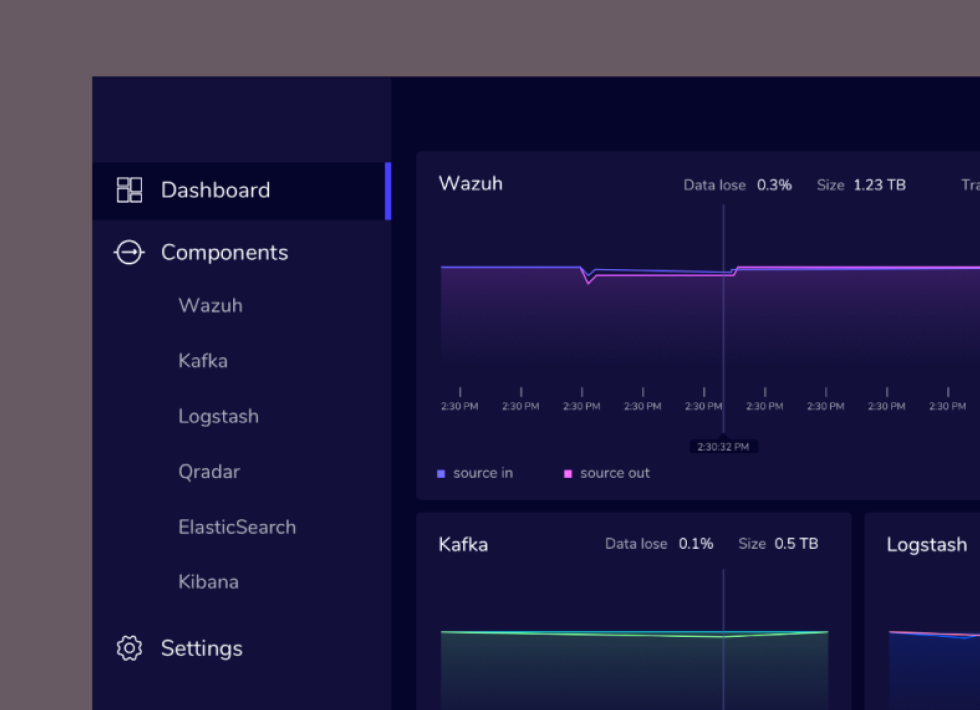 Dashboard
Components
Wazuh
Kafka
Logstash
Qradar
ElasticSearch
Kibana
Settings
Wazuh
Data lose 0.3% Size 1.23 TB Tra
2:30 PM 2:30 PM 2:30 PM 2:30 PM 2:30 PM 2:30 PM 2:30 PM 2:30 PM 2:30 PM
2:30:32 PM
source in source out
Kafka
Data lose 0.1% Size 0.5 TB
Logstash